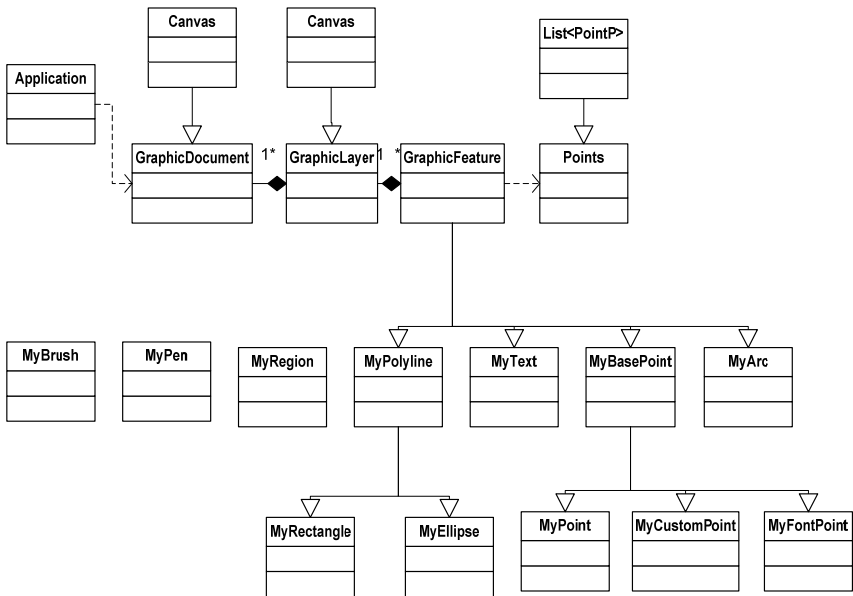 Canvas
Canvas
List<PointP>
Application
GraphicDocument
1*
GraphicLayer
1 *
GraphicFeature
Points
MyBrush
MyPen
MyRegion
MyPolyline
MyText
MyBasePoint
MyArc
MyRectangle
MyEllipse
MyPoint
MyCustomPoint
MyFontPoint